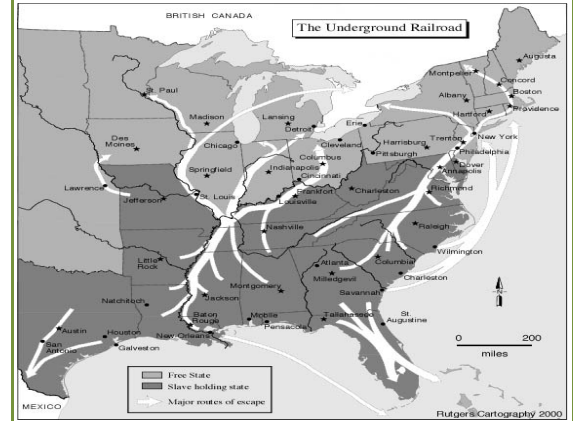 BRITISH CANADA
The Underground Railroad
Augusta
Montpelier
Concord
St. Paul
Albany
Boston
Madison
Lansing
Hartford
Providence
Detroit
Erie
New York
Des
Moines
Chicago
Cleveland
Harrisburg
Trenton
Pittsburgh
Philadelphia
Columbus
Springfield
Indianapolis
Dover
Annapolis
Cincinnati
Lawrence
St. Louis
Frankfort
Charleston
Richmond
Jefferson
Louisville
Nashville
Raleigh
Little
Rock
Atlanta
Columbia
Wilmington
Milledgevil
Charleston
Montgomery
Savannah
Natchitoch
Jackson
N
Baton
Rouge
Mobile
Tallahassee
St.
Augustine
Austin
Houston
New Orleans
Pensacola
0 200
miles
San
Antonio
Galveston
Free State
Slave holding state
Major routes of escape
MEXICO
Rutgers Cartography 2000